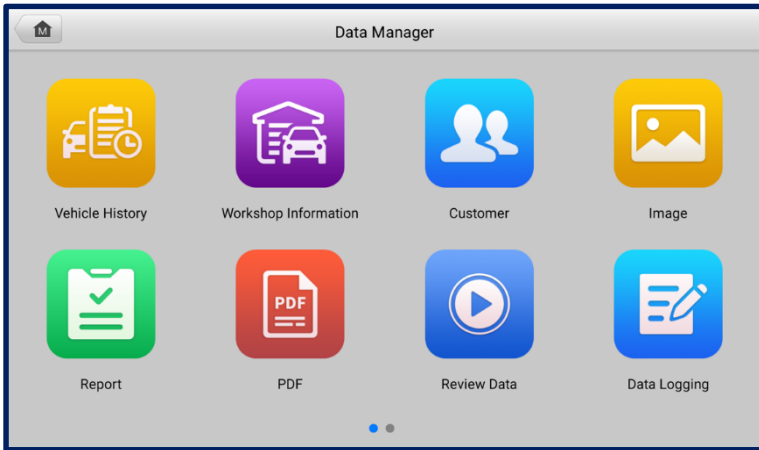 M
Data Manager
Vehicle History
Workshop Information
Customer
Image
PDF
Report
PDF
Review Data
Data Logging